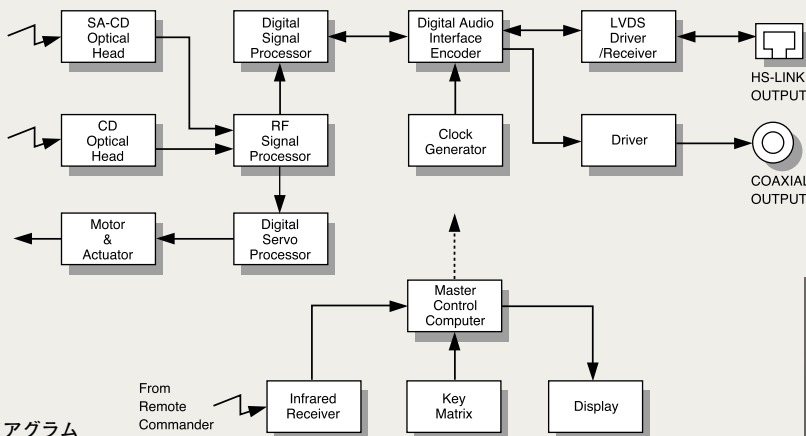 SA-CD
Optical
Head
Digital
Signal
Processor
Digital Audio
Interface
Encoder
LVDS
Driver
/Receiver
HS-LINK
OUTPUT
CD
Optical
Head
RF
Signal
Processor
Clock
Generator
Driver
COAXIAL
OUTPUT
Motor
&
Actuator
Digital
Servo
Processor
Master
Control
Computer
From
Remote
Commander
Infrared
Receiver
Key
Matrix
Display
アグラム